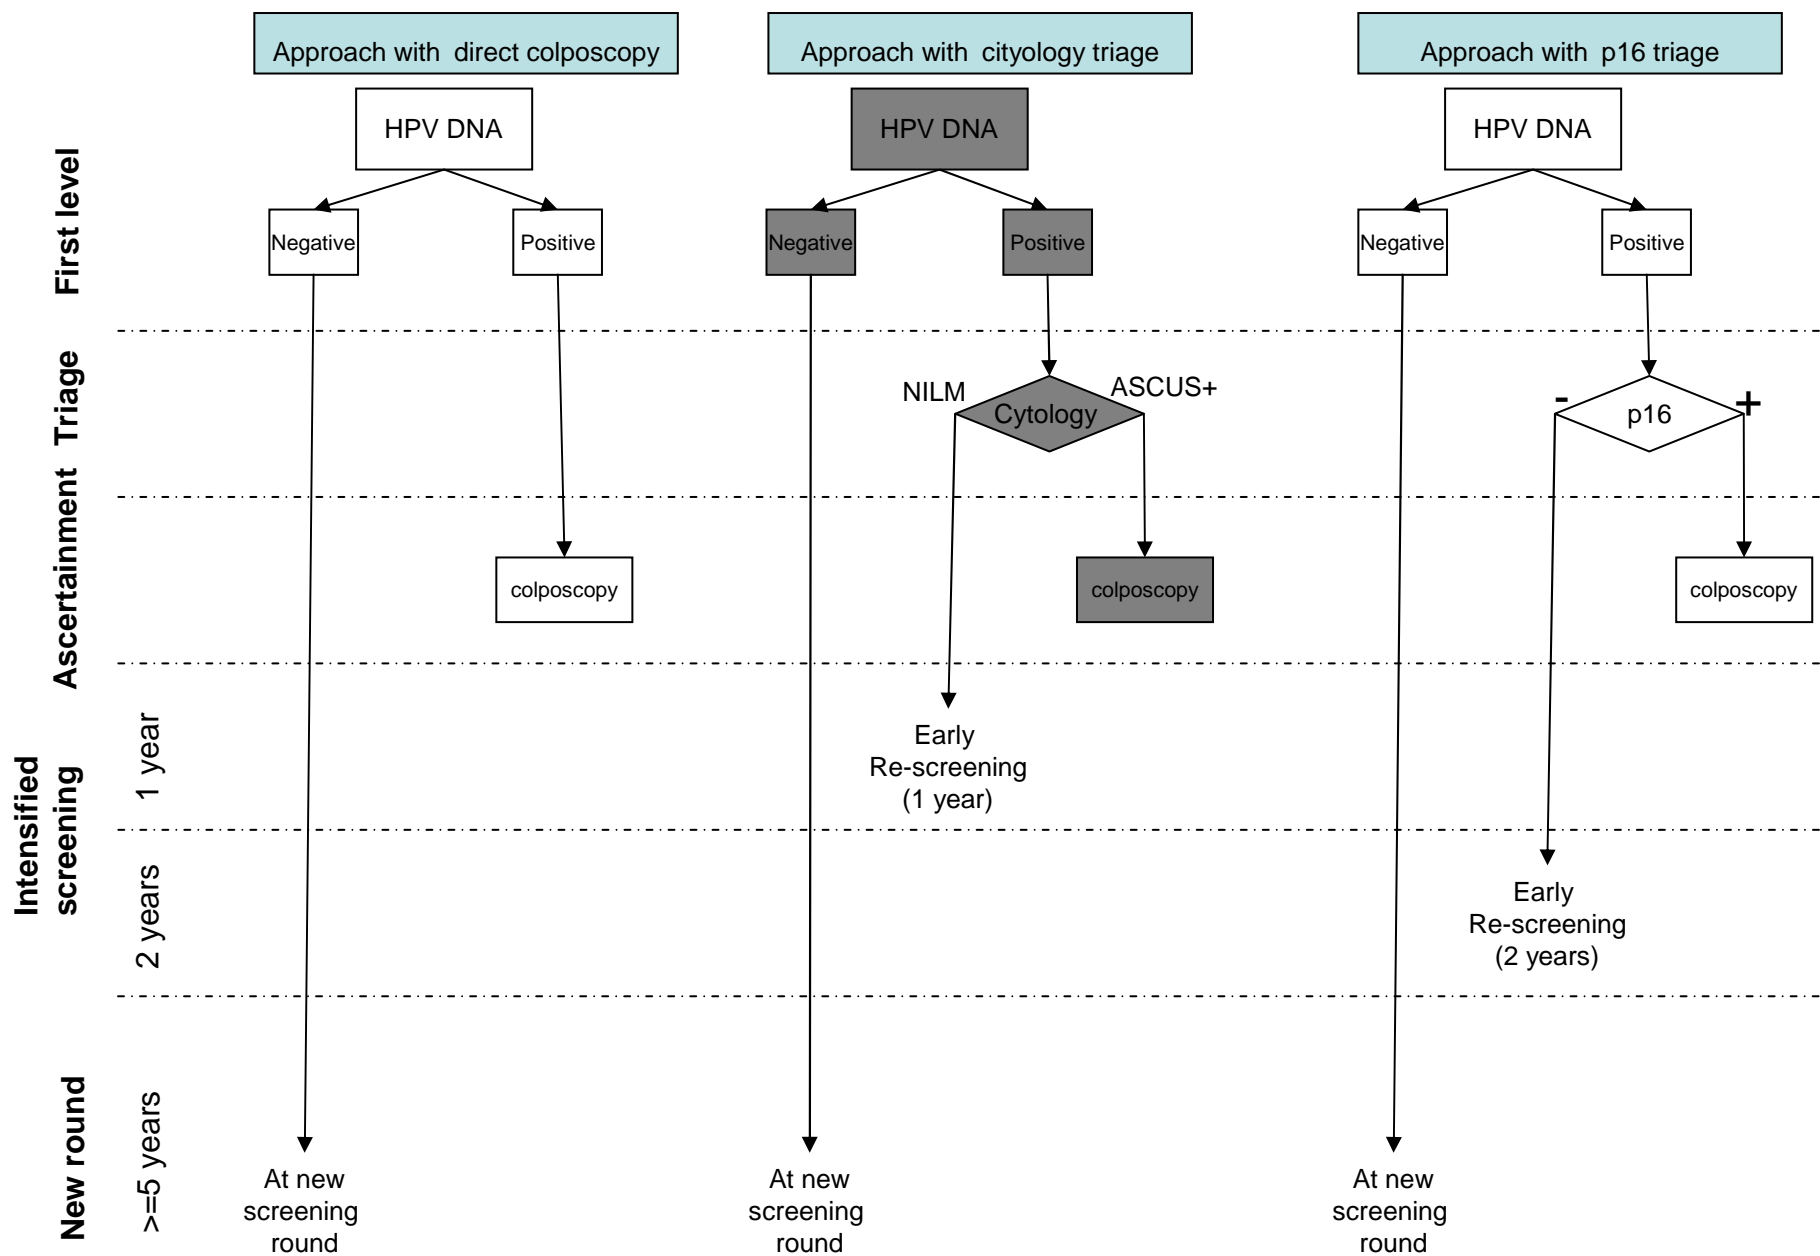 Approach with direct colposcopy
Approach with cityology triage
Approach with p16 triage
First level
HPV DNA
HPV DNA
HPV DNA
Negative
Positive
Negative
Positive
Negative
Positive
Triage
NILM
Cytology
ASCUS+
-
p16
+
Ascertainment
colposcopy
colposcopy
colposcopy
Intensified
screening
1 year
Early
Re-screening
(1 year)
2 years
Early
Re-screening
(2 years)
New round
>=5 years
At new
screening
round
At new
screening
round
At new
screening
round